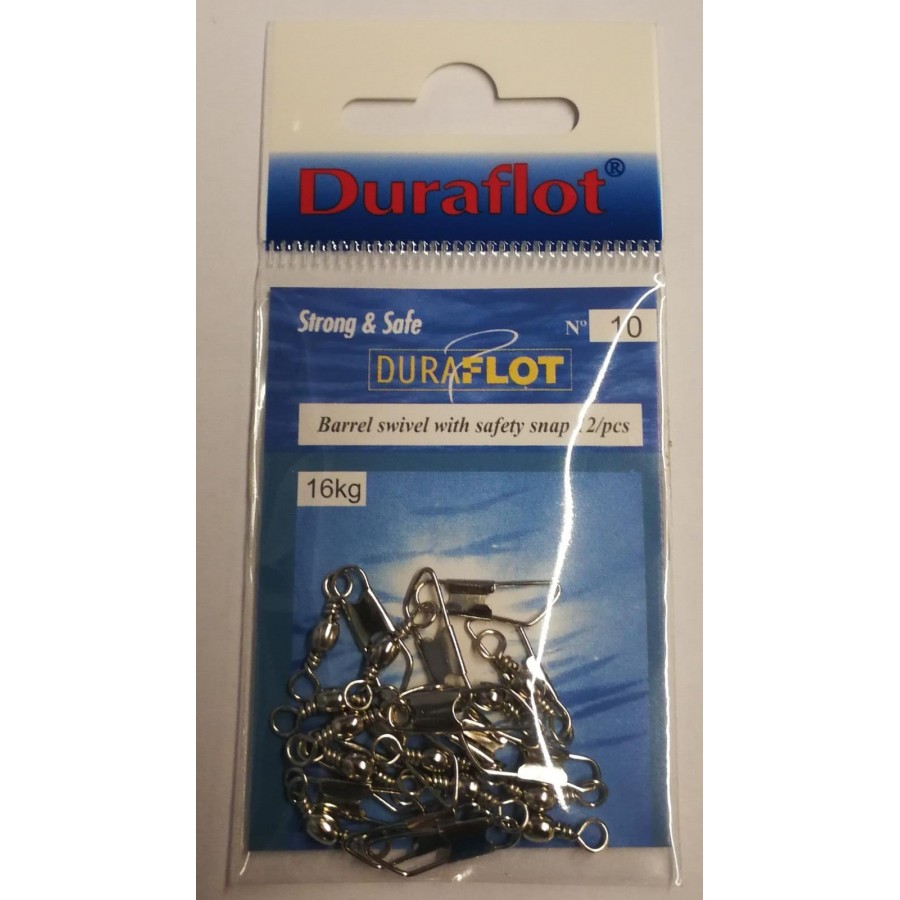 Duraflot®
Strong & Safe
Nº 10
DURAFLOT
Barrel swivel with safety snap 12/pcs
16kg